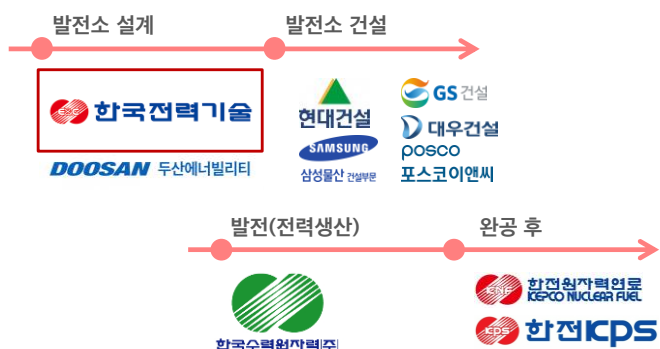 발전소 설계
발전소 건설
한국전력기술
DOOSAN 두산에너빌리티
현대건설
SAMSUNG
삼성물산 건설부문
GS 건설
대우건설
posco
포스코이앤씨
발전(전력생산)
완공 후
한국수력원자력(주)
KNF 한전원자력연료
KEPCO NUCLEAR FUEL
KPS 한전KPS